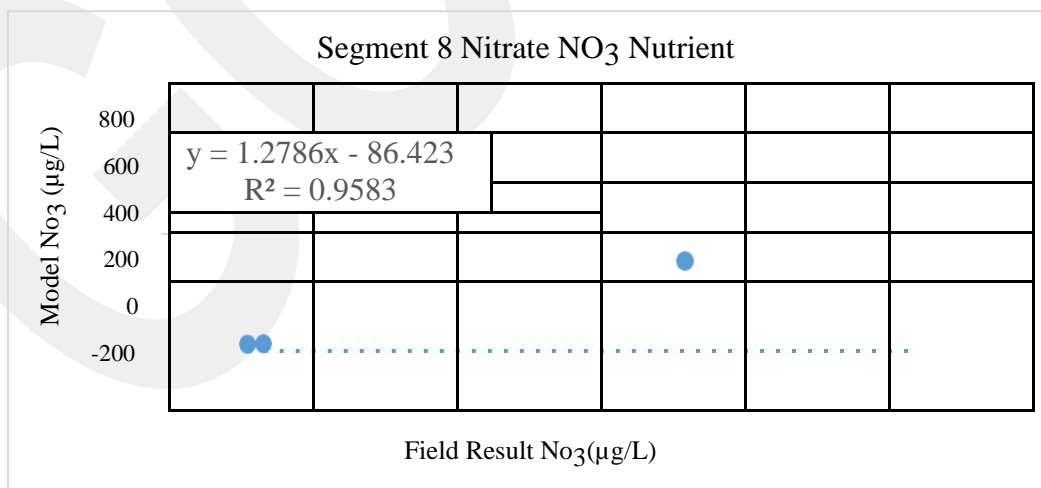 Segment 8 Nitrate NO3 Nutrient
Model No3 (µg/L)
800
600
400
200
0
-200
y = 1.2786x - 86.423
R² = 0.9583
Field Result No3(µg/L)